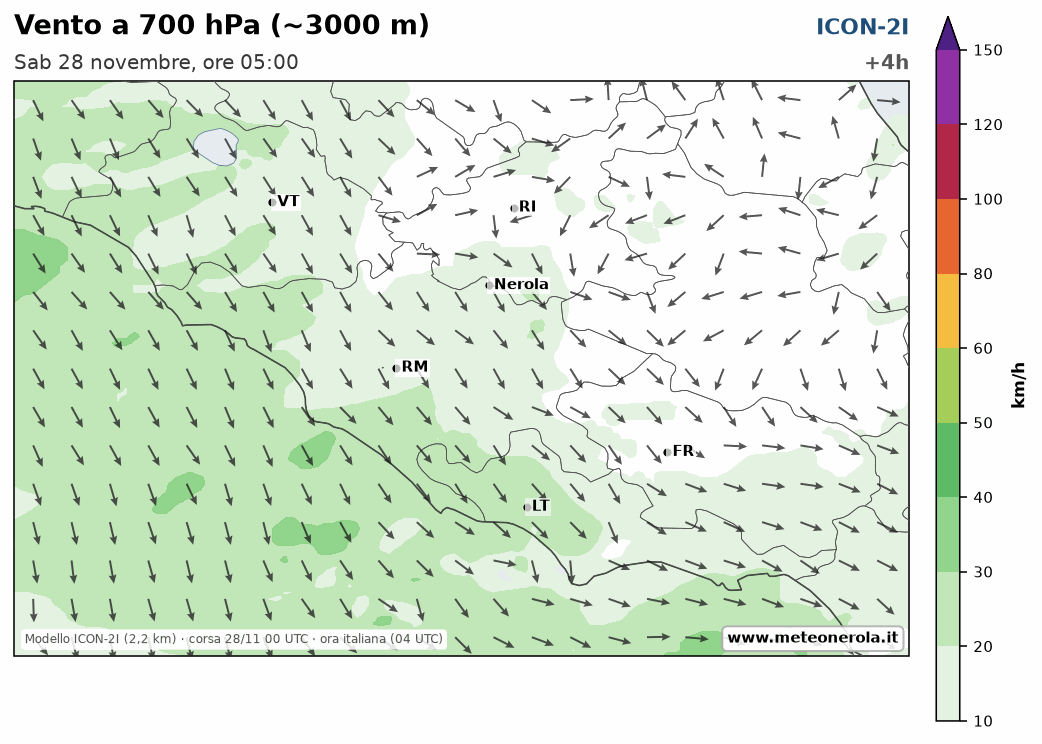 Vento a 700 hPa (~3000 m)
ICON-2I
Sab 28 novembre, ore 05:00
+4h
150
120
100
80
60
50
40
30
20
10
km/h
VT
RI
Nerola
RM
FR
LT
Modello ICON-2I (2,2 km) · corsa 28/11 00 UTC · ora italiana (04 UTC)
www.meteonerola.it